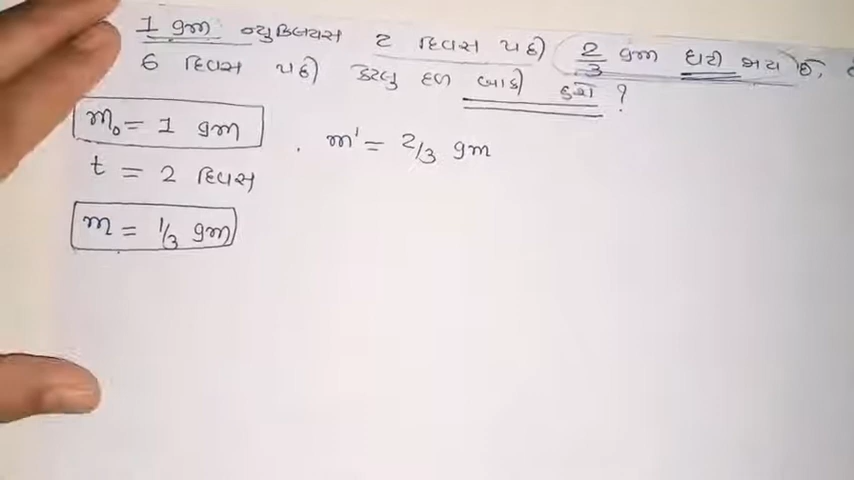 1 gm ન્યુક્લિયસ 2 દિવસ પછી 2/3 gm ઘટી જાય છે,
6 દિવસ પછી કેટલુ દળ બાકી હશે ?
m₀ = 1 gm . m' = 2/3 gm
t = 2 દિવસ
m = 1/3 gm